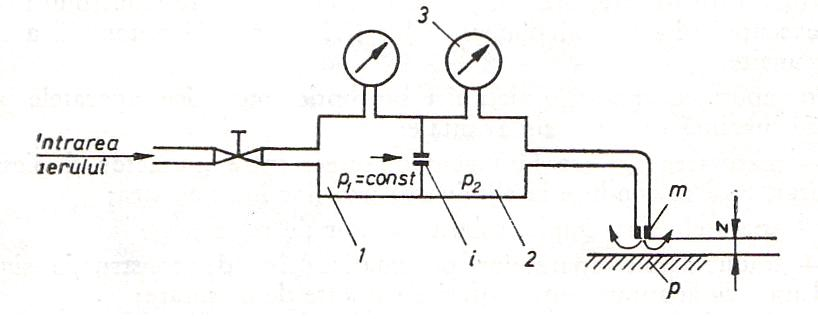 3
Intrarea
aerului
p₁=const
p₂
m
z
1
i
2
p